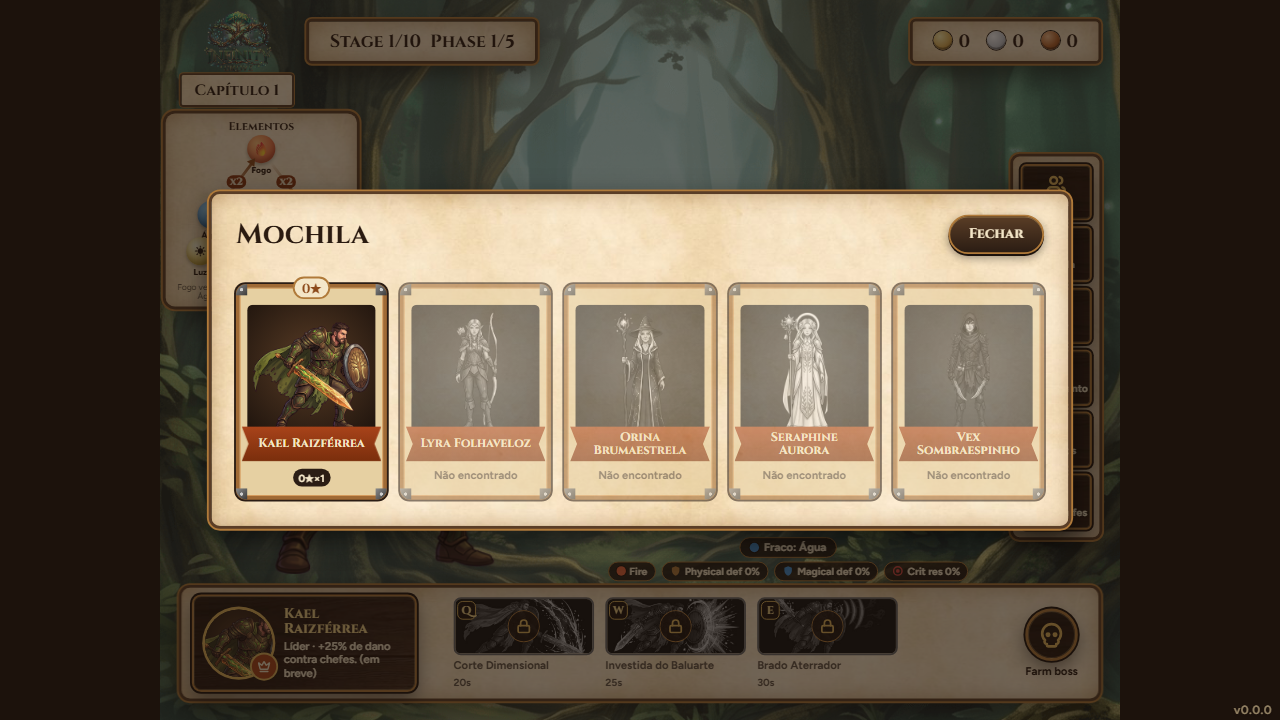 Stage 1/10 Phase 1/5
0 0 0
Capítulo 1
Elementos
Fogo
x2 x2
Mochila
Fechar
0★
Kael Raizférrea
0★×1
Lyra Folhaveloz
Não encontrado
Orina
Brumaestrela
Não encontrado
Seraphine
Aurora
Não encontrado
Vex
Sombraespinho
Não encontrado
Fraco: Água
Fire
Physical def 0%
Magical def 0%
Crit res 0%
Kael
Raizférrea
Líder · +25% de dano
contra chefes. (em
breve)
Q
Corte Dimensional
20s
W
Investida do Baluarte
25s
E
Brado Aterrador
30s
Farm boss
v0.0.0